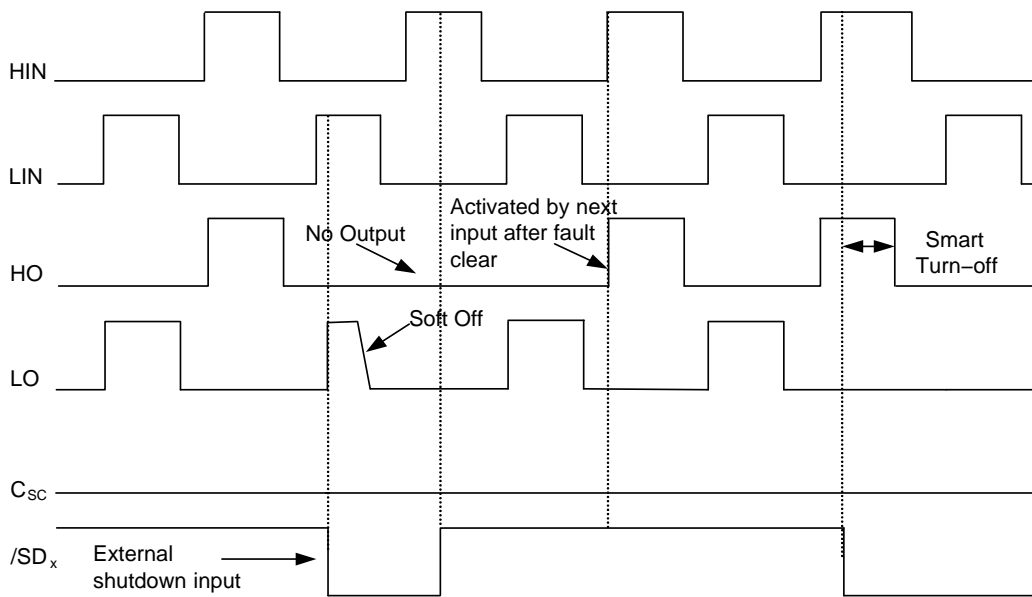 HIN
LIN
Activated by next
input after fault
clear
No Output
Smart
Turn−off
HO
Soft Off
LO
CSC
/SDx
External
shutdown input